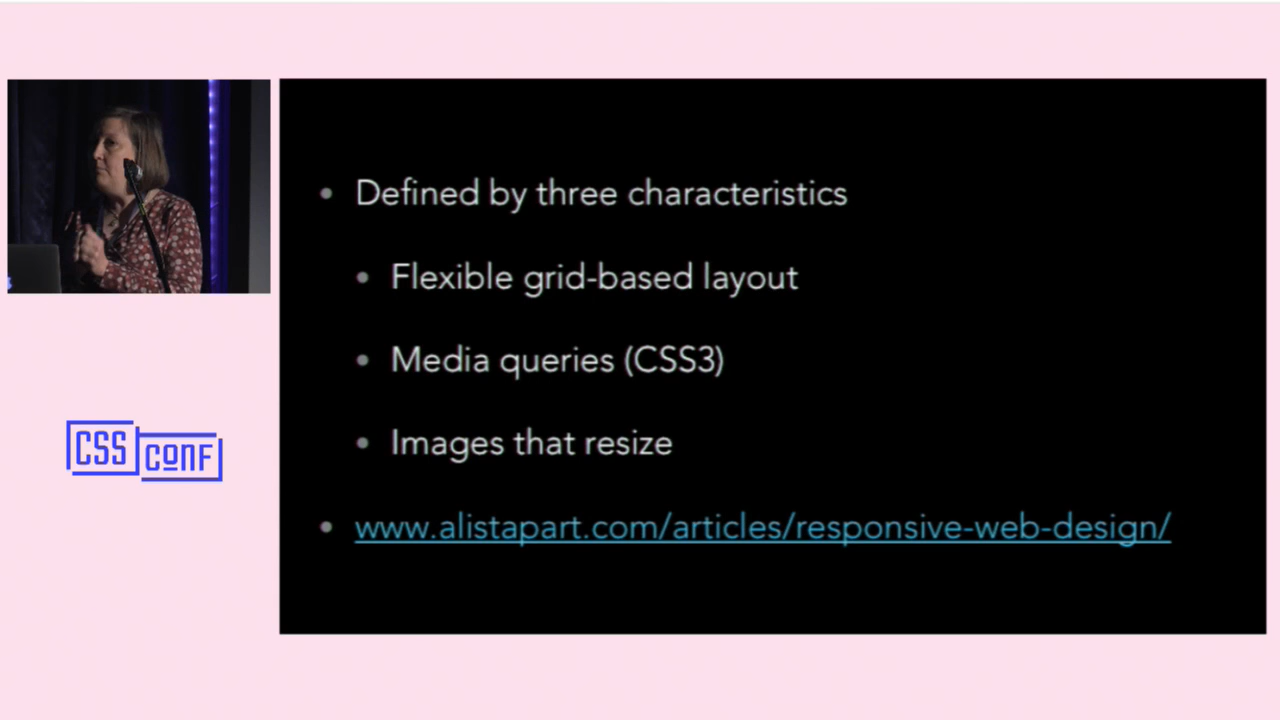 Defined by three characteristics
Flexible grid-based layout
Media queries (CSS3)
Images that resize
www.alistapart.com/articles/responsive-web-design/
CSS
CONF